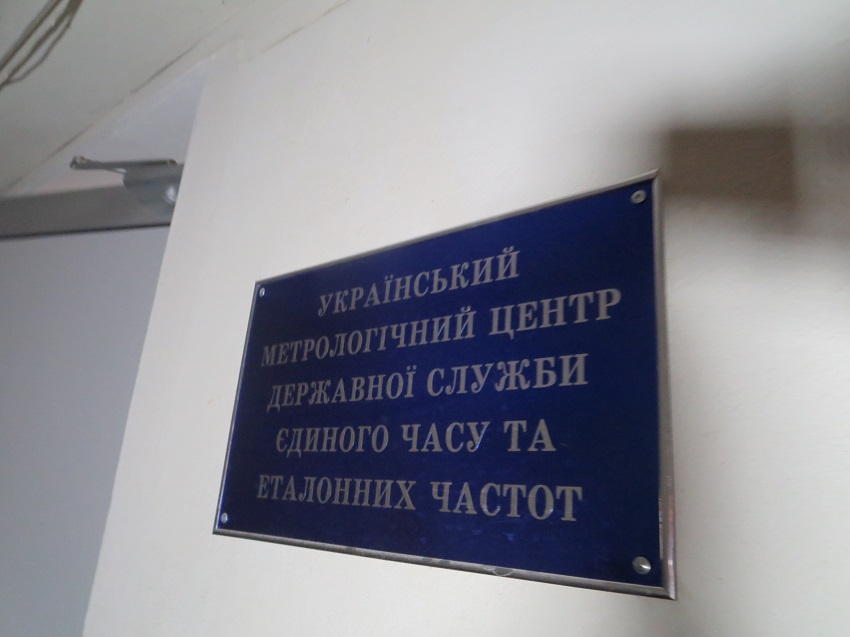 УКРАЇНСЬКИЙ
МЕТРОЛОГІЧНИЙ ЦЕНТР
ДЕРЖАВНОЇ СЛУЖБИ
ЄДИНОГО ЧАСУ ТА
ЕТАЛОННИХ ЧАСТОТ